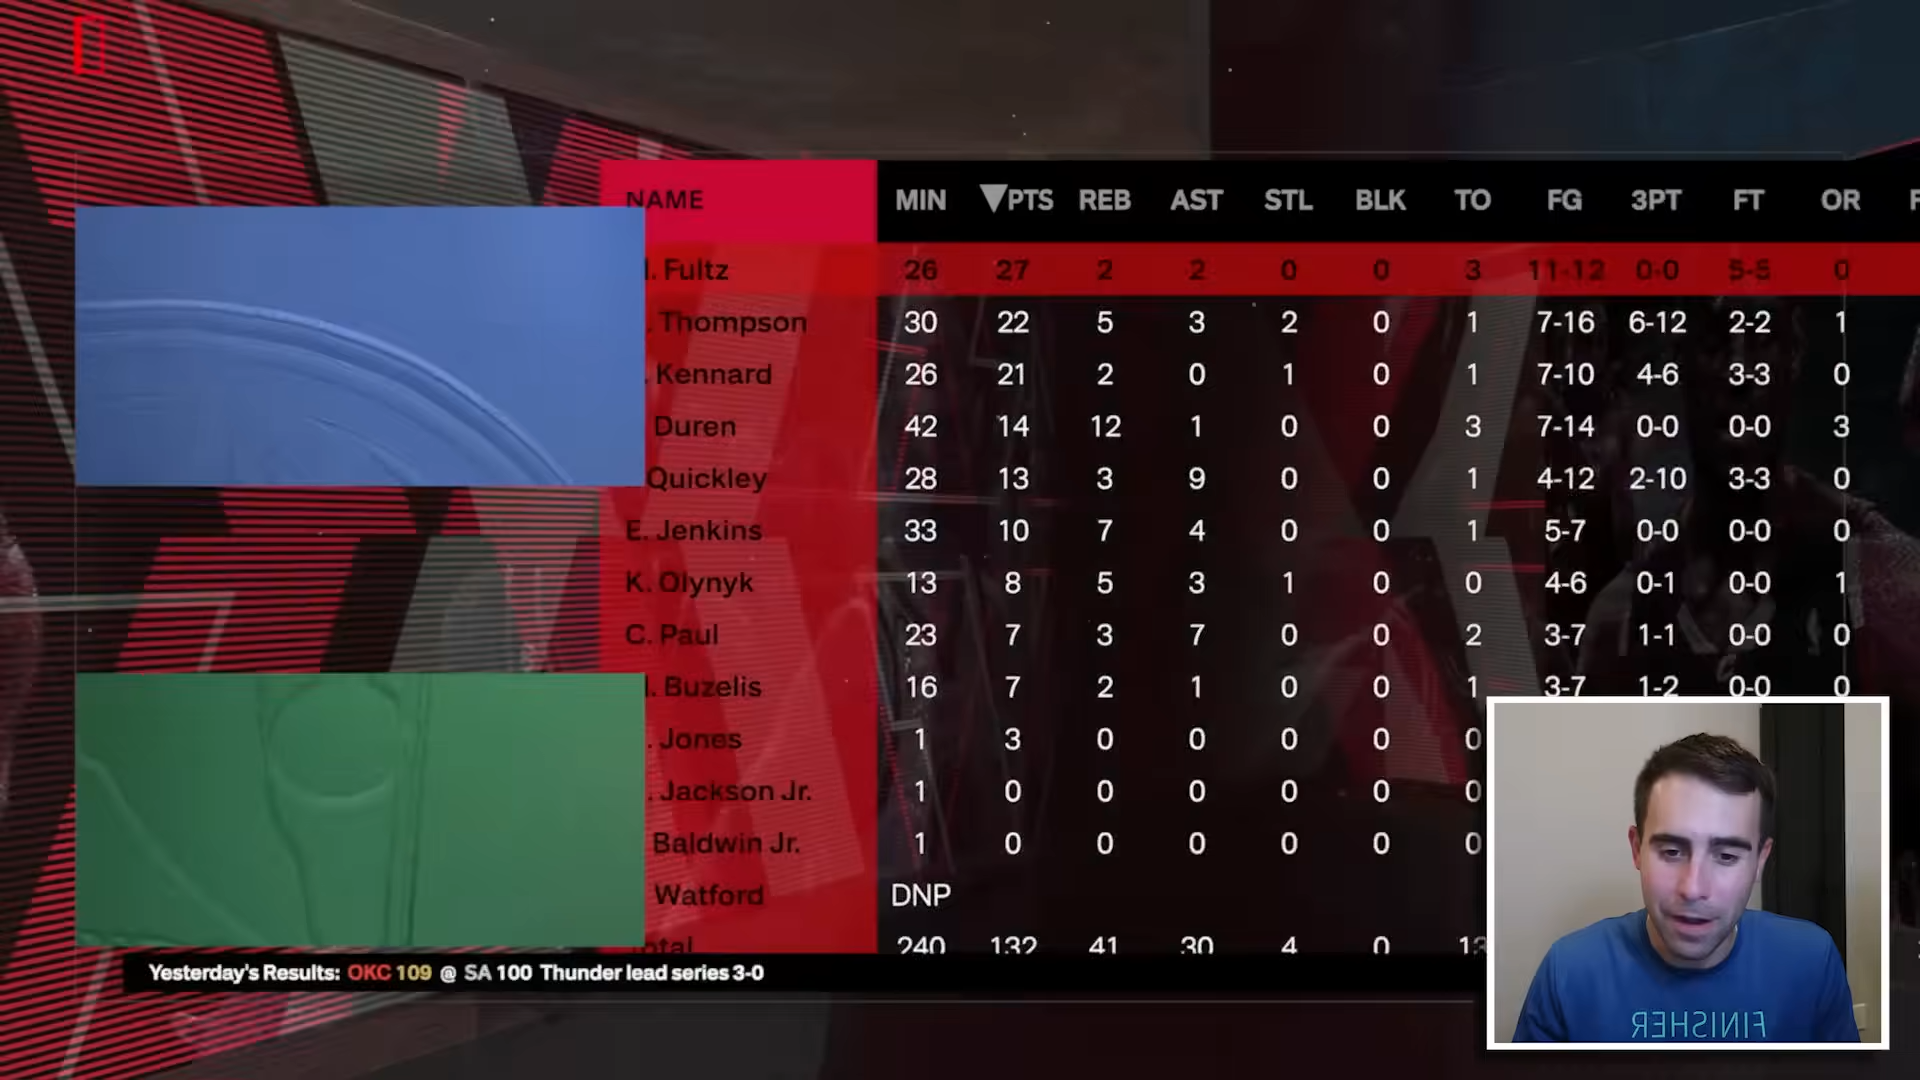 NAME MIN PTS REB AST STL BLK TO FG 3PT FT OR
Fultz 26 27 2 2 0 0 3 11-12 0-0 5-5 0
Thompson 30 22 5 3 2 0 1 7-16 6-12 2-2 1
Kennard 26 21 2 0 1 0 1 7-10 4-6 3-3 0
Duren 42 14 12 1 0 0 3 7-14 0-0 0-0 3
Quickley 28 13 3 9 0 0 1 4-12 2-10 3-3 0
E. Jenkins 33 10 7 4 0 0 1 5-7 0-0 0-0 0
K. Olynyk 13 8 5 3 1 0 0 4-6 0-1 0-0 1
C. Paul 23 7 3 7 0 0 2 3-7 1-1 0-0 0
Buzelis 16 7 2 1 0 0 1 3-7 1-2 0-0 0
Jones 1 3 0 0 0 0 0
Jackson Jr. 1 0 0 0 0 0 0
Baldwin Jr. 1 0 0 0 0 0 0
Watford DNP
240 132 41 30 4 0 13
Yesterday's Results: OKC 109 @ SA 100 Thunder lead series 3-0
FINISHER